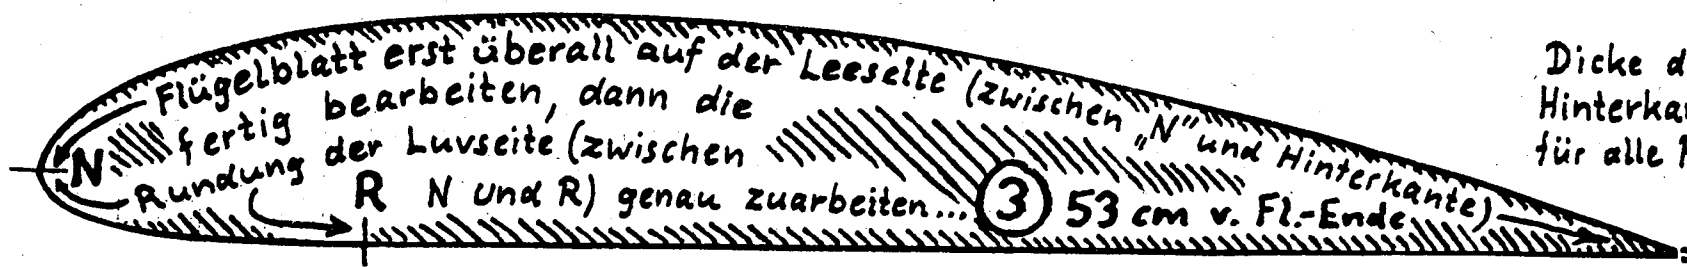 Flügelblatt erst überall auf der Leeseite (zwischen „N" und Hinterkante)
fertig bearbeiten, dann die
Rundung der Luvseite (zwischen
N
R N und R) genau zuarbeiten...
3 53 cm v. Fl.-Ende
Dicke
Hinterka
für alle